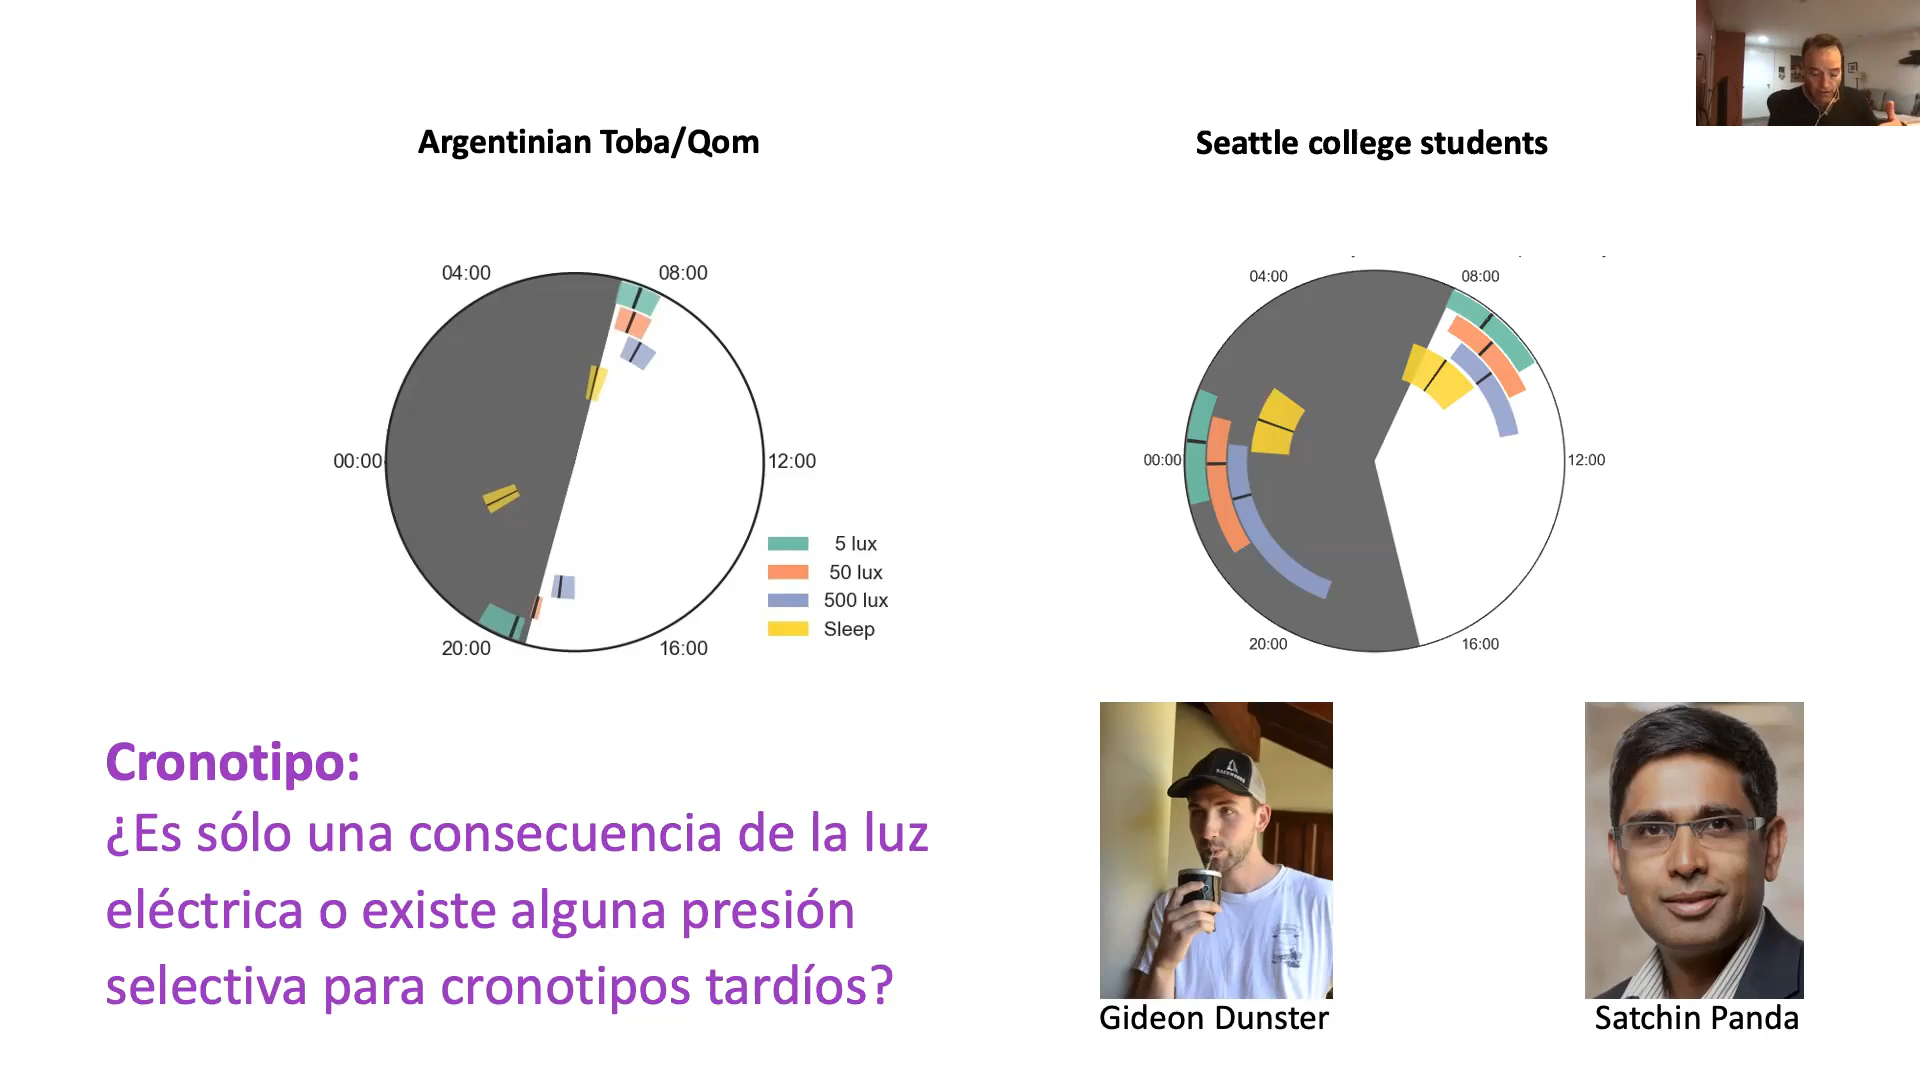 Argentinian Toba/Qom
Seattle college students
04:00
08:00
00:00
12:00
20:00
16:00
5 lux
50 lux
500 lux
Sleep
04:00
08:00
00:00
12:00
20:00
16:00
Cronotipo:
¿Es sólo una consecuencia de la luz
eléctrica o existe alguna presión
selectiva para cronotipos tardíos?
Gideon Dunster
Satchin Panda